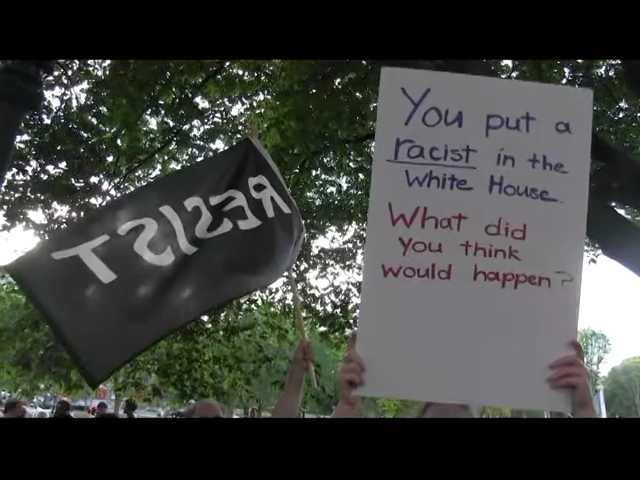 RESIST
You put a
racist in the
White House.
What did
you think
would happen?